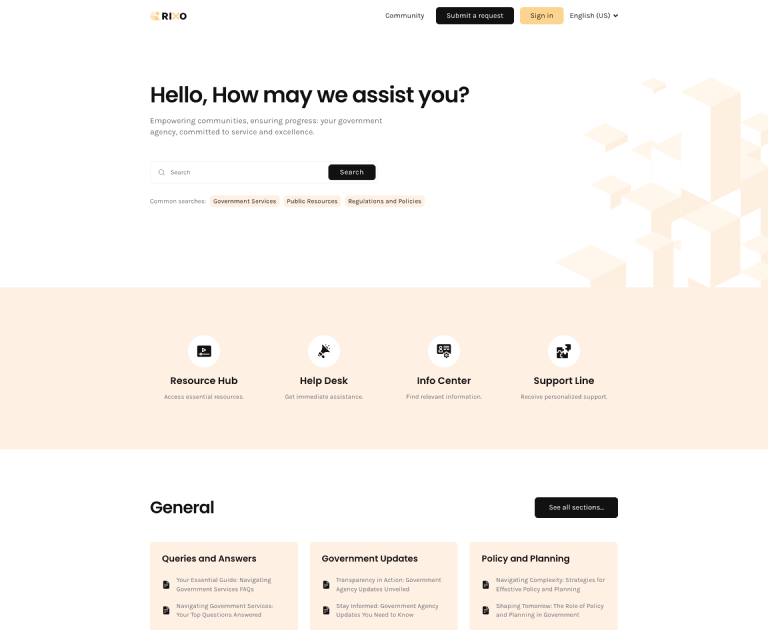 RIXO
Community
Submit a request
Sign in
English (US)
Hello, How may we assist you?
Empowering communities, ensuring progress: your government
agency, committed to service and excellence.
Search
Search
Common searches:
Government Services
Public Resources
Regulations and Policies
Resource Hub
Access essential resources.
Help Desk
Get immediate assistance.
Info Center
Find relevant information.
Support Line
Receive personalized support.
General
See all sections...
Queries and Answers
Your Essential Guide: Navigating
Government Services FAQs
Navigating Government Services:
Your Top Questions Answered
Government Updates
Transparency in Action: Government
Agency Updates Unveiled
Stay Informed: Government Agency
Updates You Need to Know
Policy and Planning
Navigating Complexity: Strategies for
Effective Policy and Planning
Shaping Tomorrow: The Role of Policy
and Planning in Government